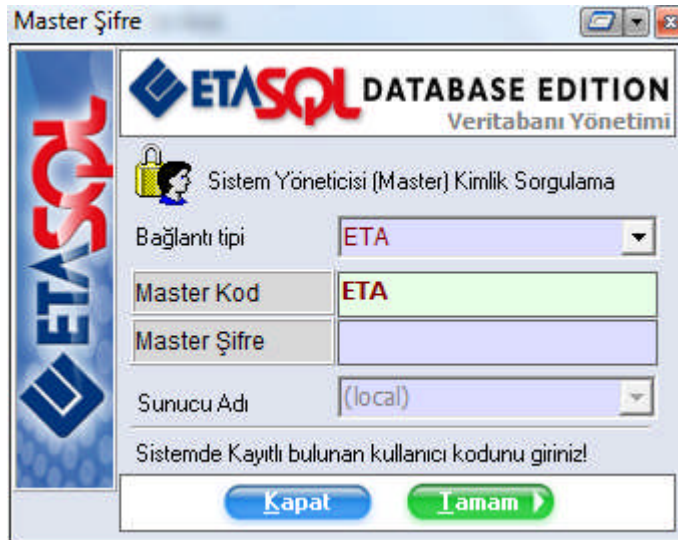 Master Şifre
ETASQL
ETASQL DATABASE EDITION
Veritabanı Yönetimi
Sistem Yöneticisi (Master) Kimlik Sorgulama
Bağlantı tipi ETA
Master Kod ETA
Master Şifre
Sunucu Adı (local)
Sistemde Kayıtlı bulunan kullanıcı kodunu giriniz!
Kapat Tamam